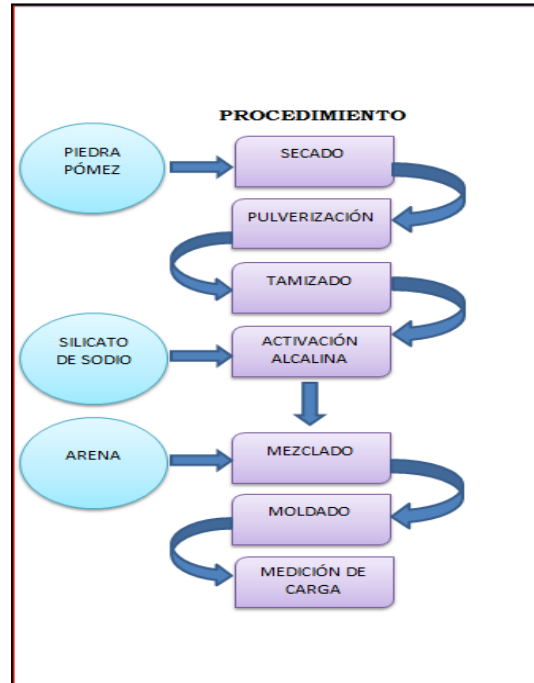 PROCEDIMIENTO
PIEDRA
PÓMEZ
SECADO
PULVERIZACIÓN
TAMIZADO
SILICATO
DE SODIO
ACTIVACIÓN
ALCALINA
ARENA
MEZCLADO
MOLDADO
MEDICIÓN DE
CARGA